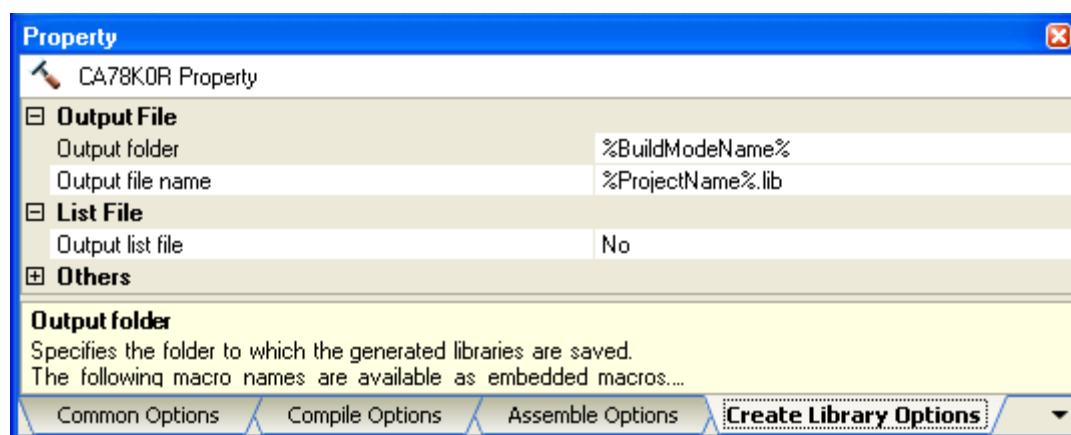 Property
CA78K0R Property
Output File
Output folder %BuildModeName%
Output file name %ProjectName%.lib
List File
Output list file No
Others
Output folder
Specifies the folder to which the generated libraries are saved.
The following macro names are available as embedded macros....
Common Options Compile Options Assemble Options Create Library Options